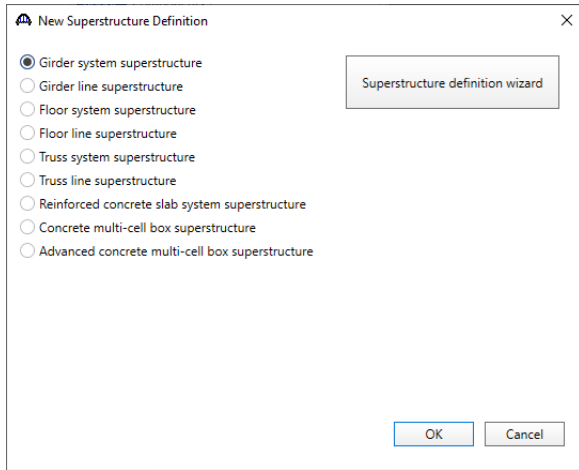 New Superstructure Definition
Girder system superstructure
Superstructure definition wizard
Girder line superstructure
Floor system superstructure
Floor line superstructure
Truss system superstructure
Truss line superstructure
Reinforced concrete slab system superstructure
Concrete multi-cell box superstructure
Advanced concrete multi-cell box superstructure
OK Cancel